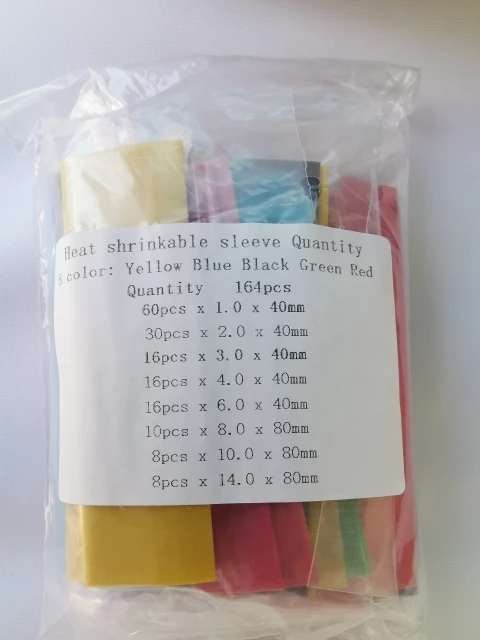 Heat shrinkable sleeve Quantity
5 color: Yellow Blue Black Green Red
Quantity 164pcs
60pcs x 1.0 x 40mm
30pcs x 2.0 x 40mm
16pcs x 3.0 x 40mm
16pcs x 4.0 x 40mm
16pcs x 6.0 x 40mm
10pcs x 8.0 x 80mm
8pcs x 10.0 x 80mm
8pcs x 14.0 x 80mm